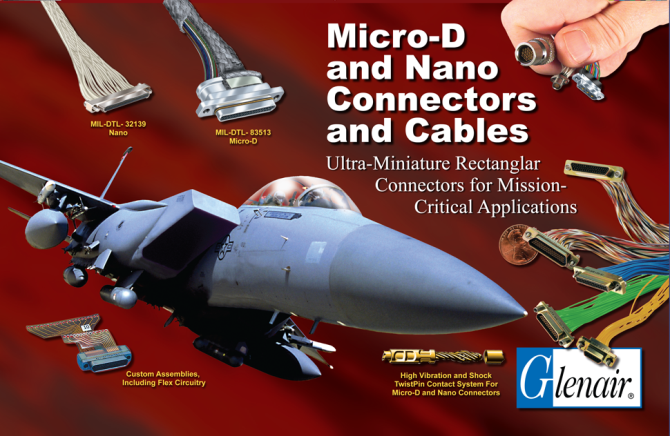 Micro-D
and Nano
Connectors
and Cables
Ultra-Miniature Rectanglar
Connectors for Mission-
Critical Applications
MIL-DTL- 32139
Nano
MIL-DTL- 83513
Micro-D
Custom Assemblies,
Including Flex Circuitry
High Vibration and Shock
TwistPin Contact System For
Micro-D and Nano Connectors
Glenair®